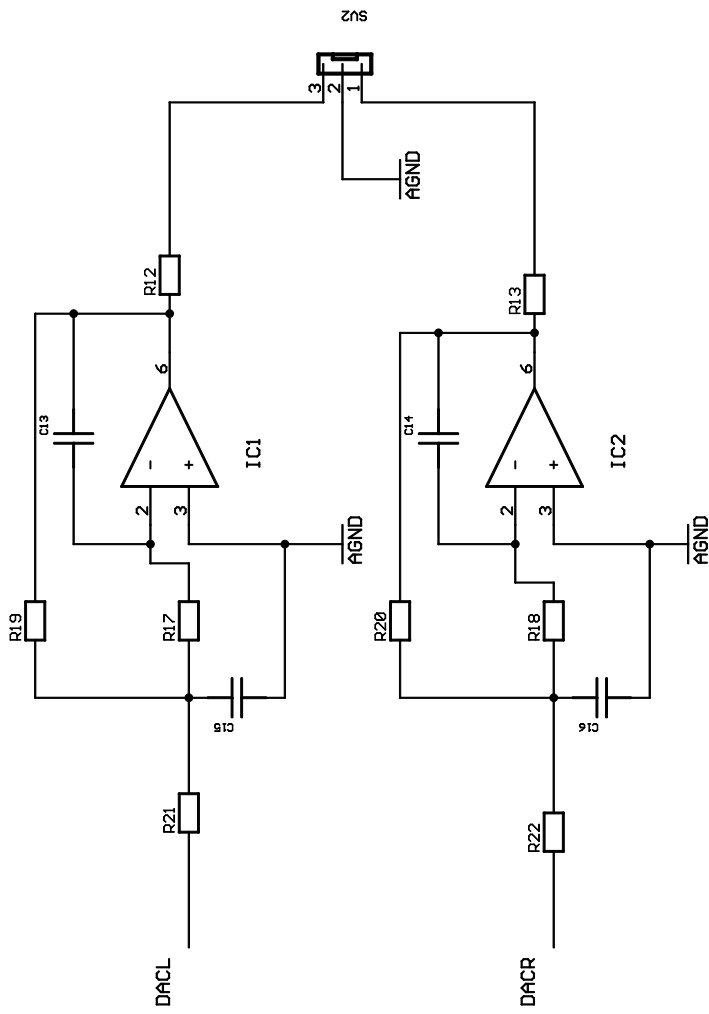 SV2
3
2
1
AGND
R12
R13
6
6
C13
C14
IC1
IC2
-
+
-
+
2
3
2
3
AGND
AGND
R19
R17
R20
R18
C15
C16
R21
R22
DACL
DACR